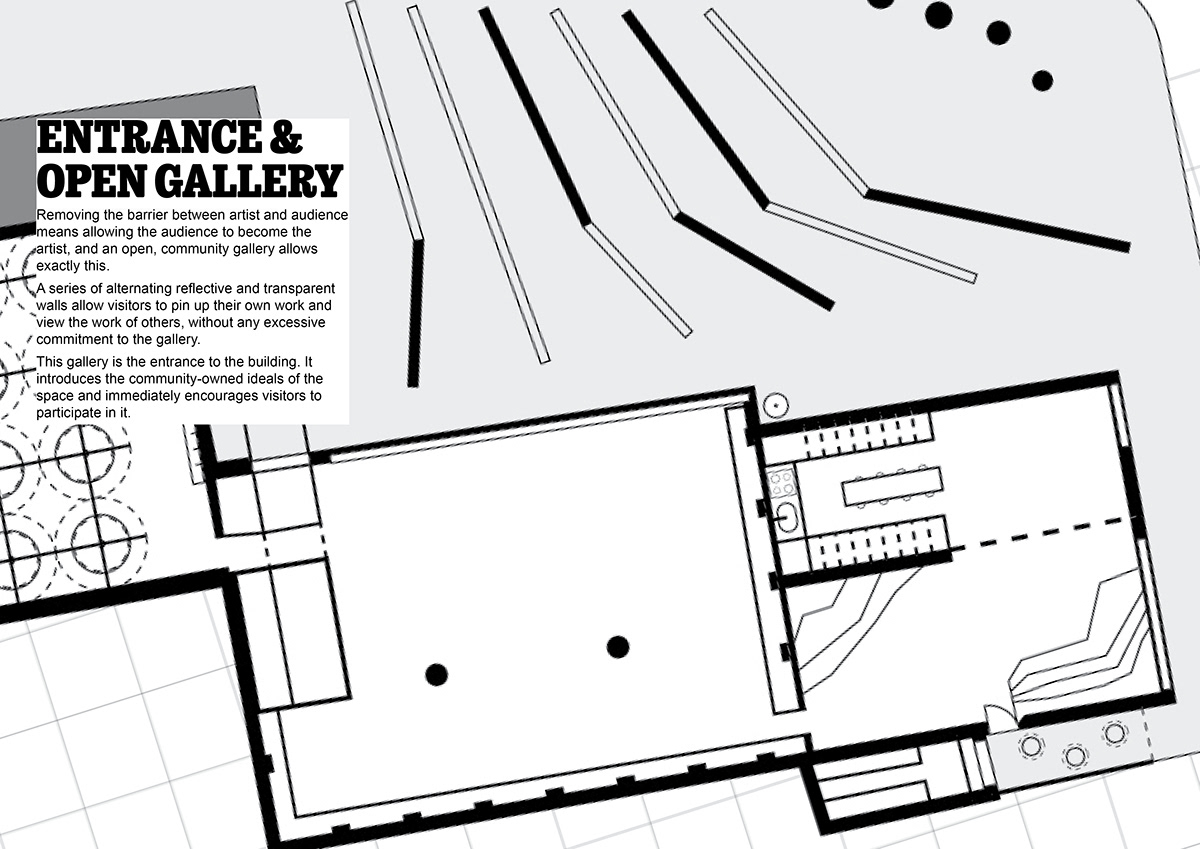 ENTRANCE &
OPEN GALLERY
Removing the barrier between artist and audience
means allowing the audience to become the
artist, and an open, community gallery allows
exactly this.
A series of alternating reflective and transparent
walls allow visitors to pin up their own work and
view the work of others, without any excessive
commitment to the gallery.
This gallery is the entrance to the building. It
introduces the community-owned ideals of the
space and immediately encourages visitors to
participate in it.